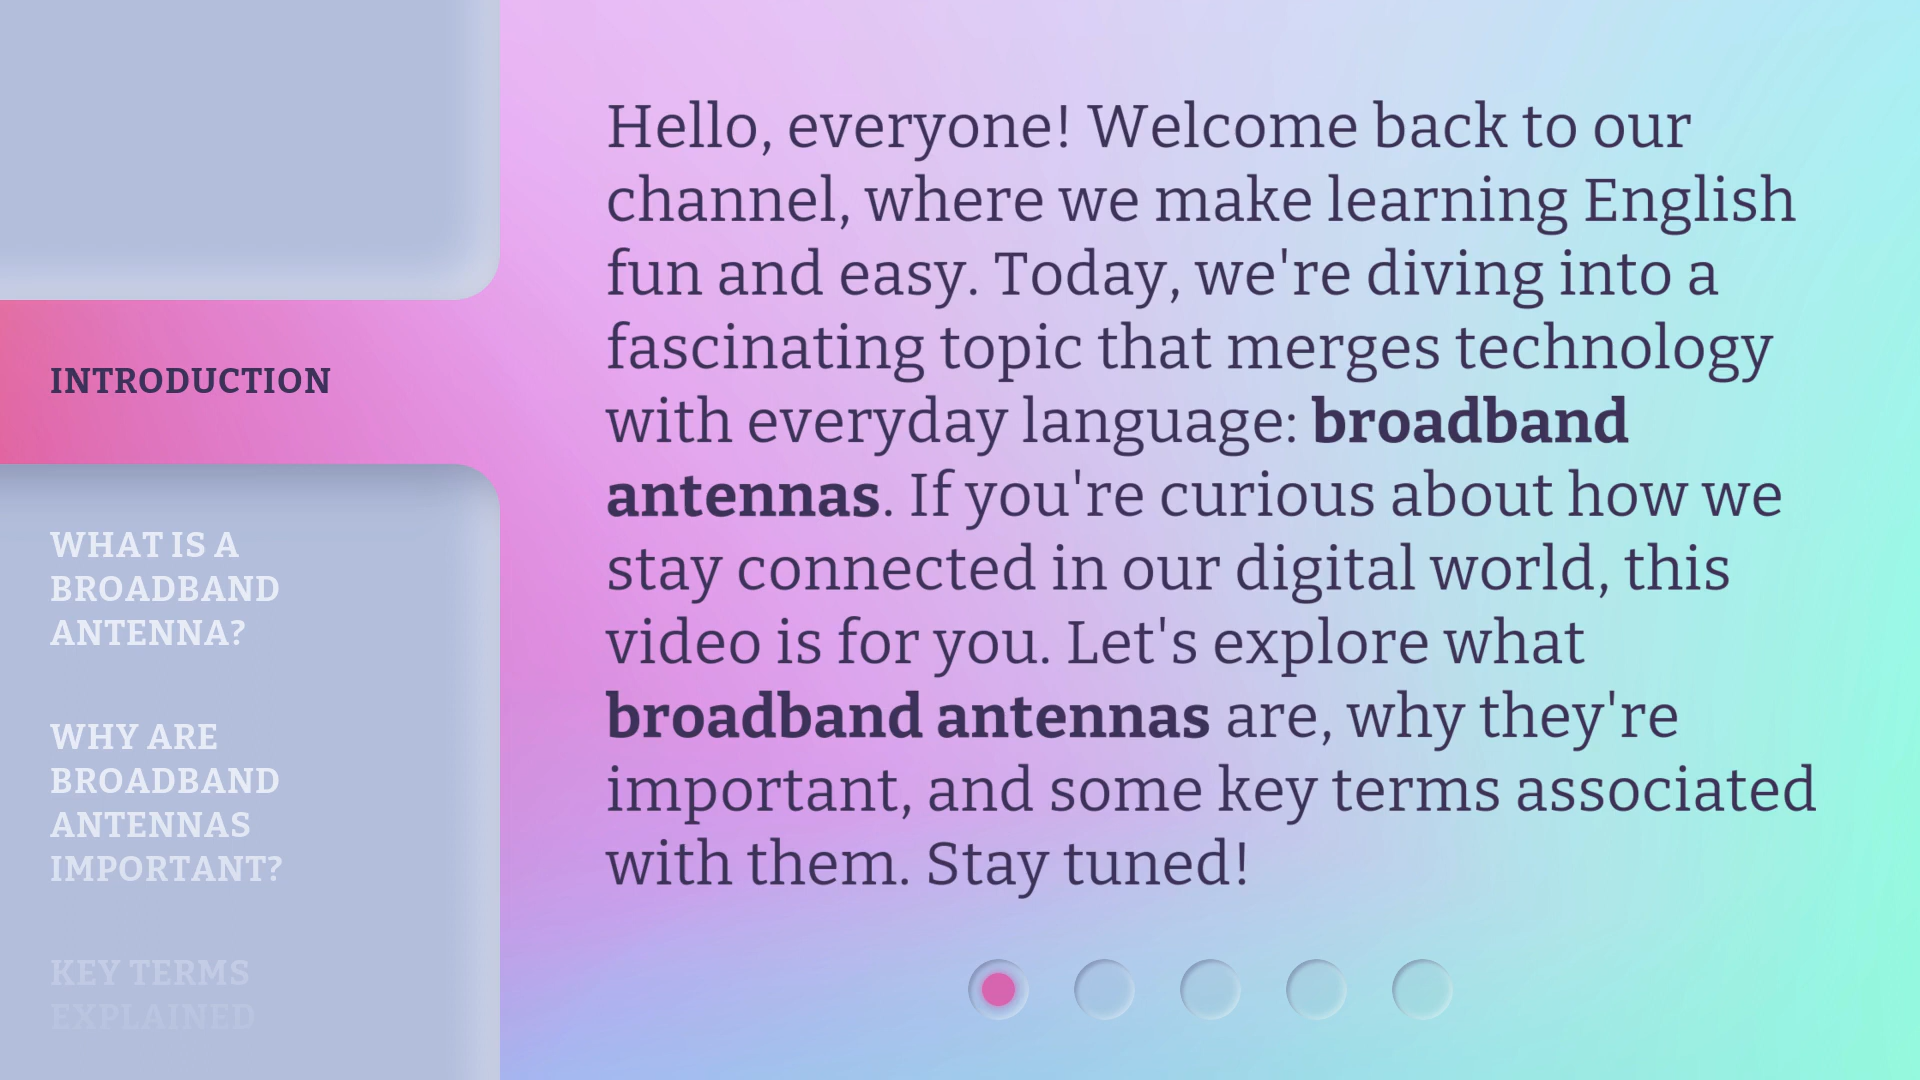 INTRODUCTION
WHAT IS A
BROADBAND
ANTENNA?
WHY ARE
BROADBAND
ANTENNAS
IMPORTANT?
KEY TERMS
EXPLAINED
Hello, everyone! Welcome back to our
channel, where we make learning English
fun and easy. Today, we're diving into a
fascinating topic that merges technology
with everyday language: broadband
antennas. If you're curious about how we
stay connected in our digital world, this
video is for you. Let's explore what
broadband antennas are, why they're
important, and some key terms associated
with them. Stay tuned!